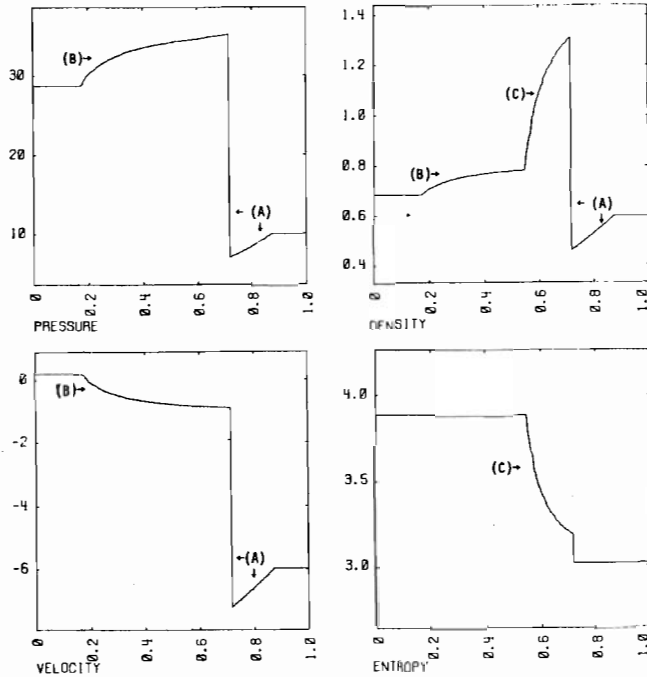 30
20
10
(B)→
←(A)
↓
0 0.2 0.4 0.6 0.8 1.0
PRESSURE
1.4
1.2
1.0
0.8
0.6
0.4
(C)→
(B)→
←(A)
↓
0 0.2 0.4 0.6 0.8 1.0
DENSITY
0
-2
-4
-6
(B)→
←(A)
↓
0 0.2 0.4 0.6 0.8 1.0
VELOCITY
4.0
3.5
3.0
(C)→
0 0.2 0.4 0.6 0.8 1.0
ENTROPY